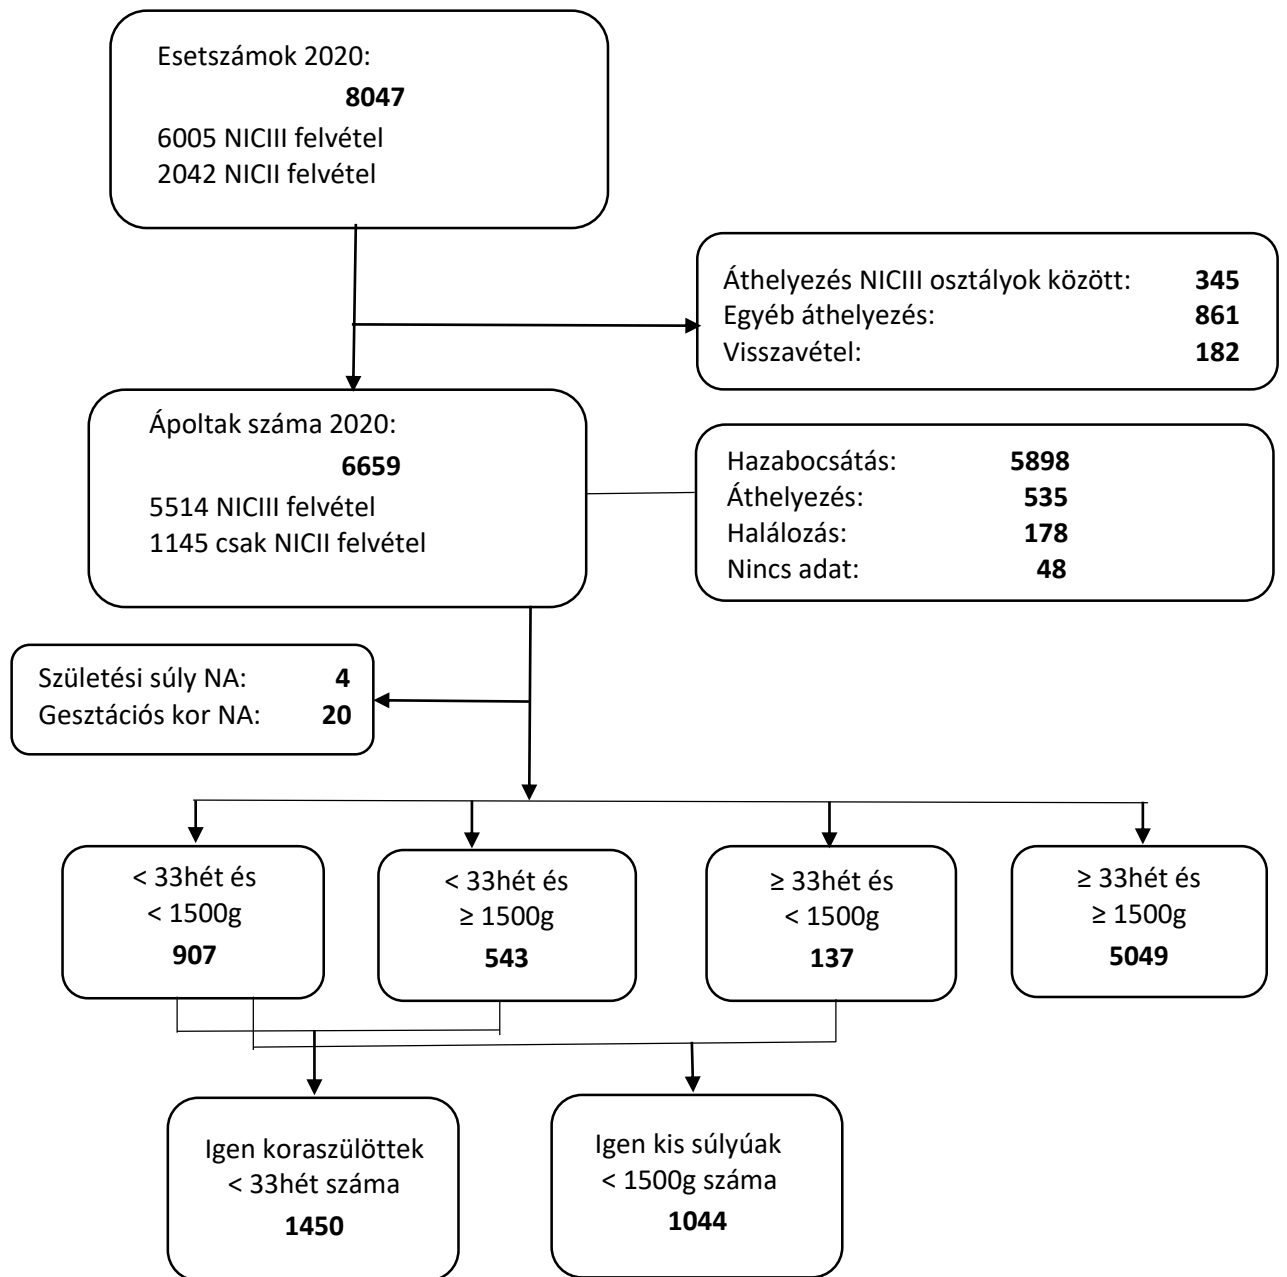 Esetszámok 2020:
8047
6005 NICIII felvétel
2042 NICII felvétel
Áthelyezés NICIII osztályok között: 345
Egyéb áthelyezés: 861
Visszavétel: 182
Ápoltak száma 2020:
6659
5514 NICIII felvétel
1145 csak NICII felvétel
Hazabocsátás: 5898
Áthelyezés: 535
Halálozás: 178
Nincs adat: 48
Születési súly NA: 4
Gesztációs kor NA: 20
< 33hét és
< 1500g
907
< 33hét és
≥ 1500g
543
≥ 33hét és
< 1500g
137
≥ 33hét és
≥ 1500g
5049
Igen koraszülöttek
< 33hét száma
1450
Igen kis súlyúak
< 1500g száma
1044